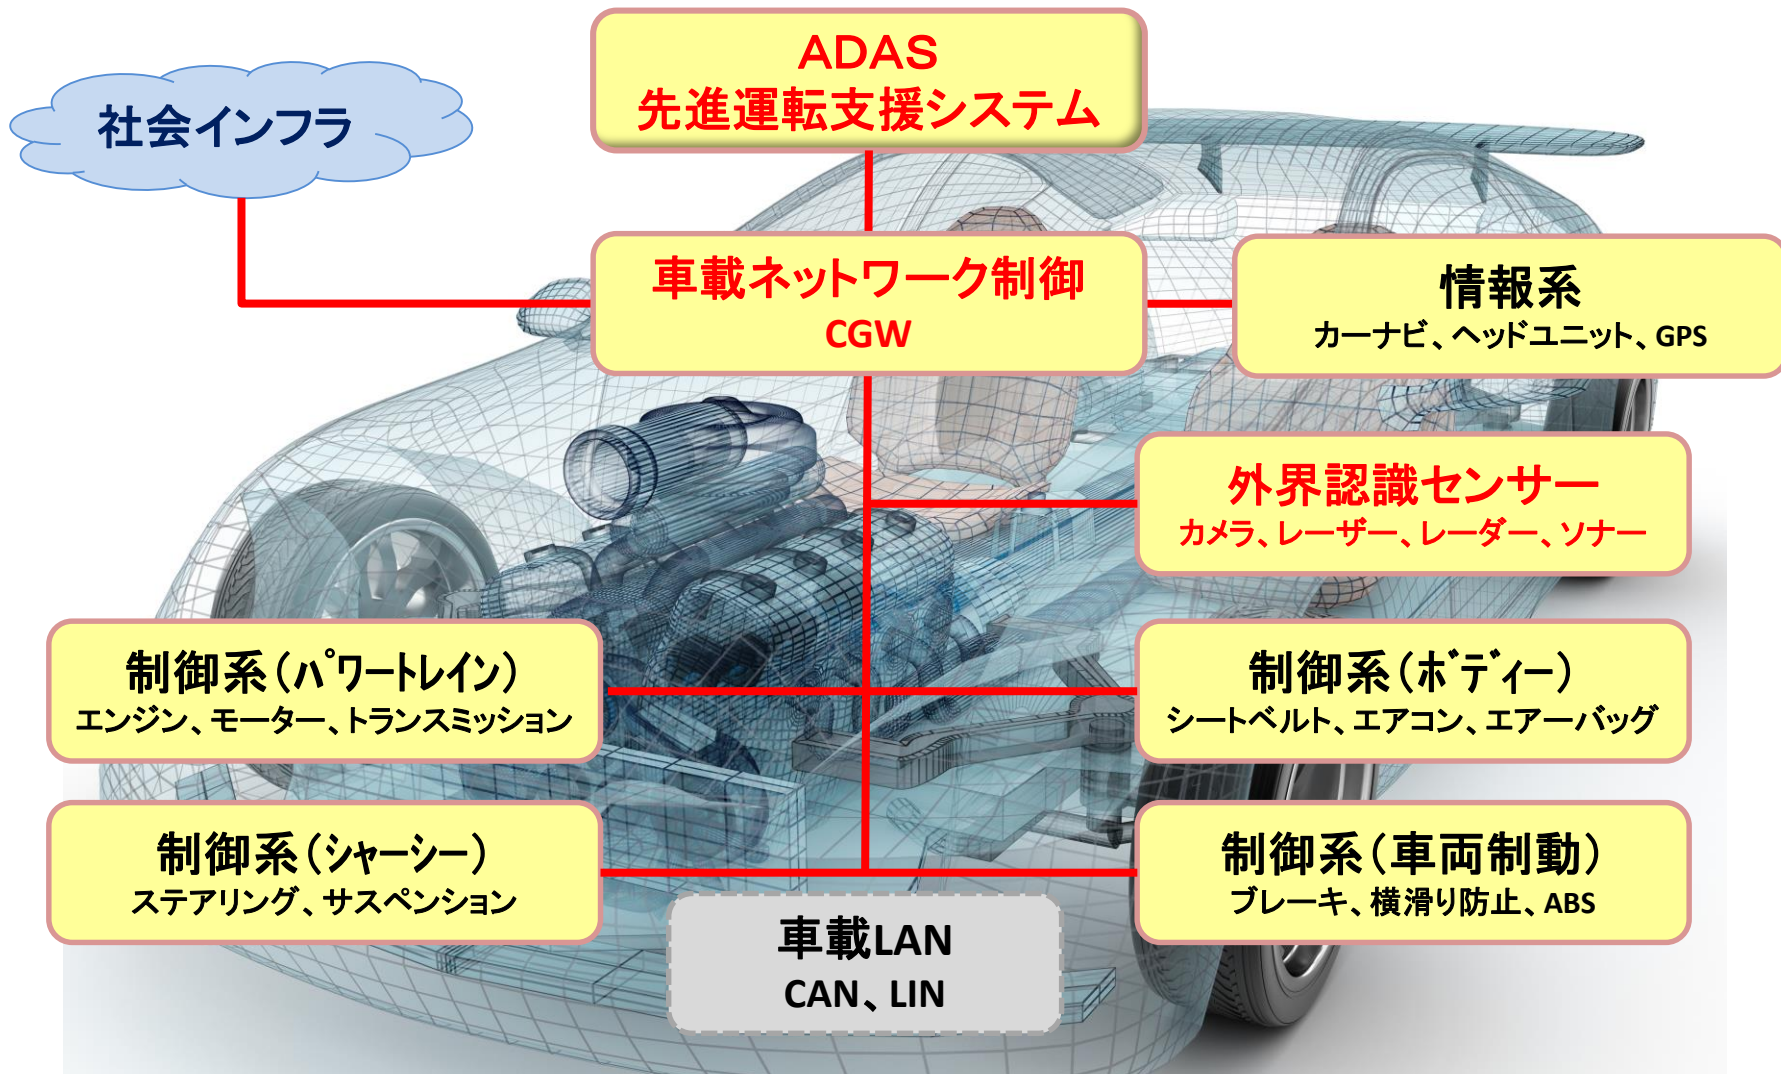 ADAS
先進運転支援システム
社会インフラ
車載ネットワーク制御
CGW
情報系
カーナビ、ヘッドユニット、GPS
外界認識センサー
カメラ、レーザー、レーダー、ソナー
制御系(パワートレイン)
エンジン、モーター、トランスミッション
制御系(ボディー)
シートベルト、エアコン、エアーバッグ
制御系(シャーシー)
ステアリング、サスペンション
制御系(車両制動)
ブレーキ、横滑り防止、ABS
車載LAN
CAN、LIN